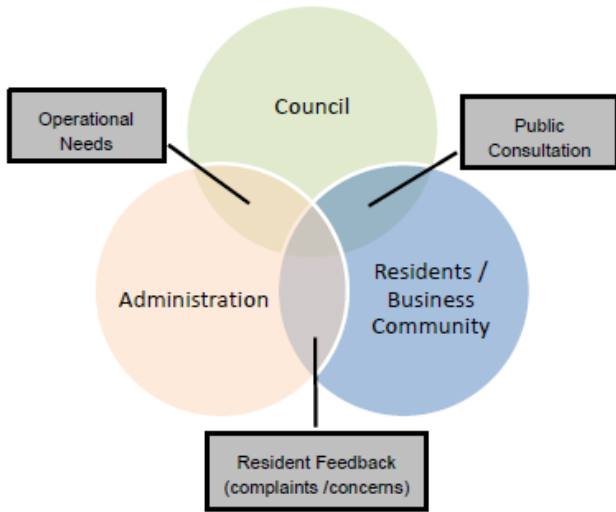 Council
Operational
Needs
Public
Consultation
Administration
Residents /
Business
Community
Resident Feedback
(complaints /concerns)